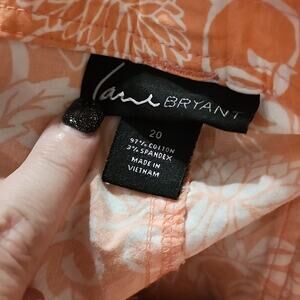 Lane BRYANT
20
97% COTTON
3% SPANDEX
MADE IN
VIETNAM